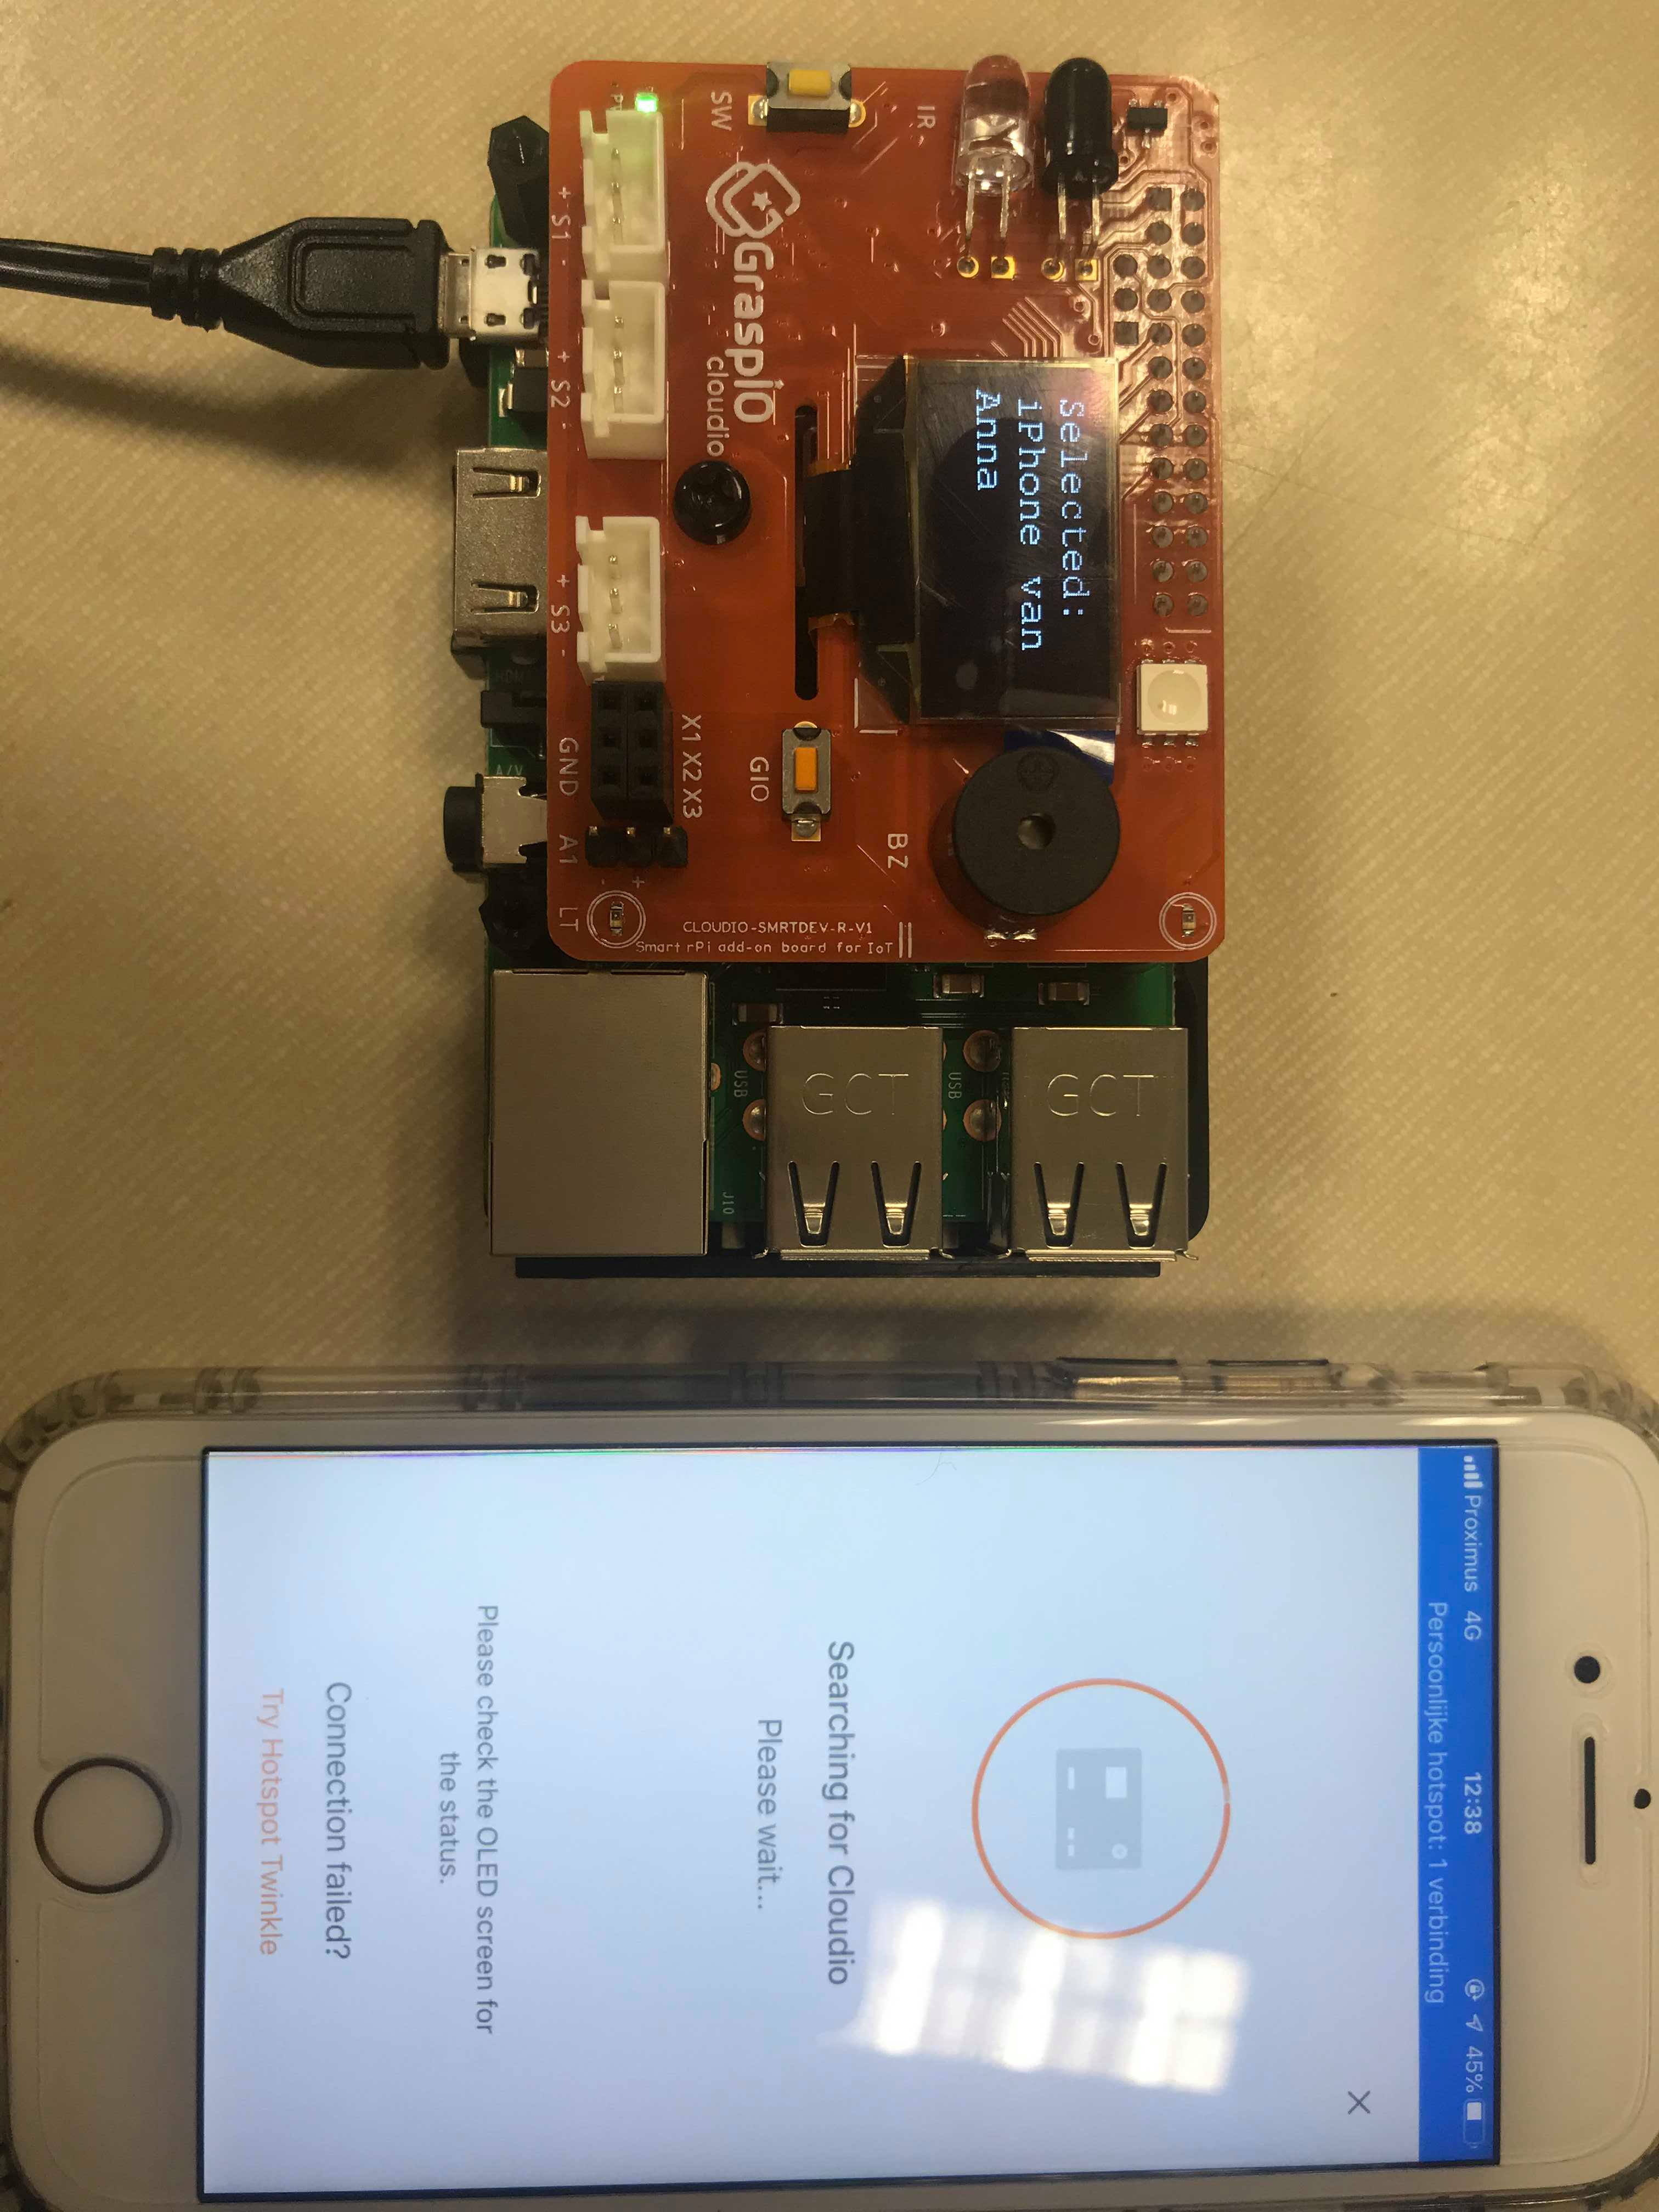 SW
IR
GraspIO
cloudio
+ S1 -
+ S2 -
+ S3 -
Selected:
iPhone van
Anna
X1 X2 X3
GIO
BZ
GND
A1
LT
- +
CLOUDIO-SMRTDEV-R-V1
Smart rPi add-on board for IoT
HDMI
A/V
USB
GCT
USB
GCT
J10
Proximus 4G 12:38 45%
Persoonlijke hotspot: 1 verbinding
Searching for Cloudio
Please wait...
Please check the OLED screen for
the status.
Connection failed?
Try Hotspot Twinkle